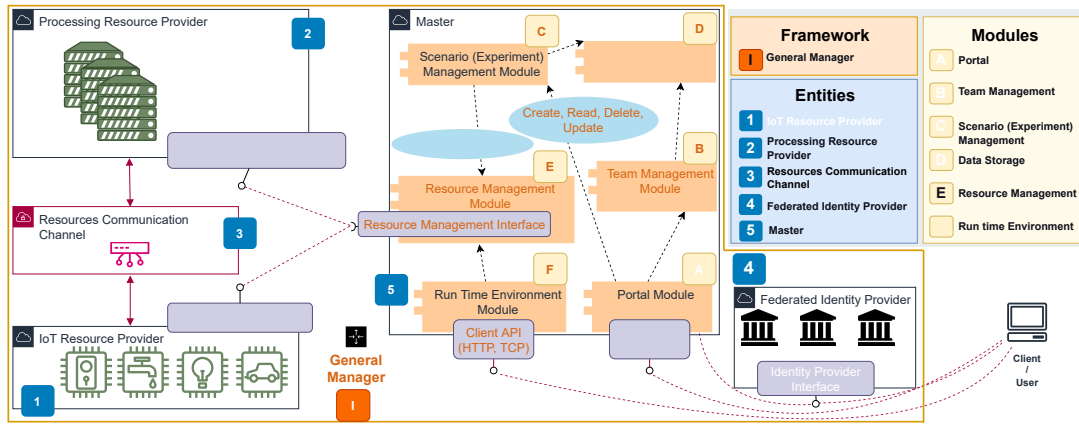 Processing Resource Provider
2
Resources Communication
Channel
3
IoT Resource Provider
1
General
Manager
I
Master
C
Scenario (Experiment)
Management Module
D
Create, Read, Delete,
Update
B
Team Management
Module
E
Resource Management
Module
Resource Management Interface
5
F
Run Time Environment
Module
Client API
(HTTP, TCP)
A
Portal Module
4
Federated Identity Provider
Identity Provider
Interface
Client
/
User
Framework
I
General Manager
Entities
1
IoT Resource Provider
2
Processing Resource
Provider
3
Resources Communication
Channel
4
Federated Identity Provider
5
Master
Modules
A
Portal
B
Team Management
C
Scenario (Experiment)
Management
D
Data Storage
E
Resource Management
Run time Environment